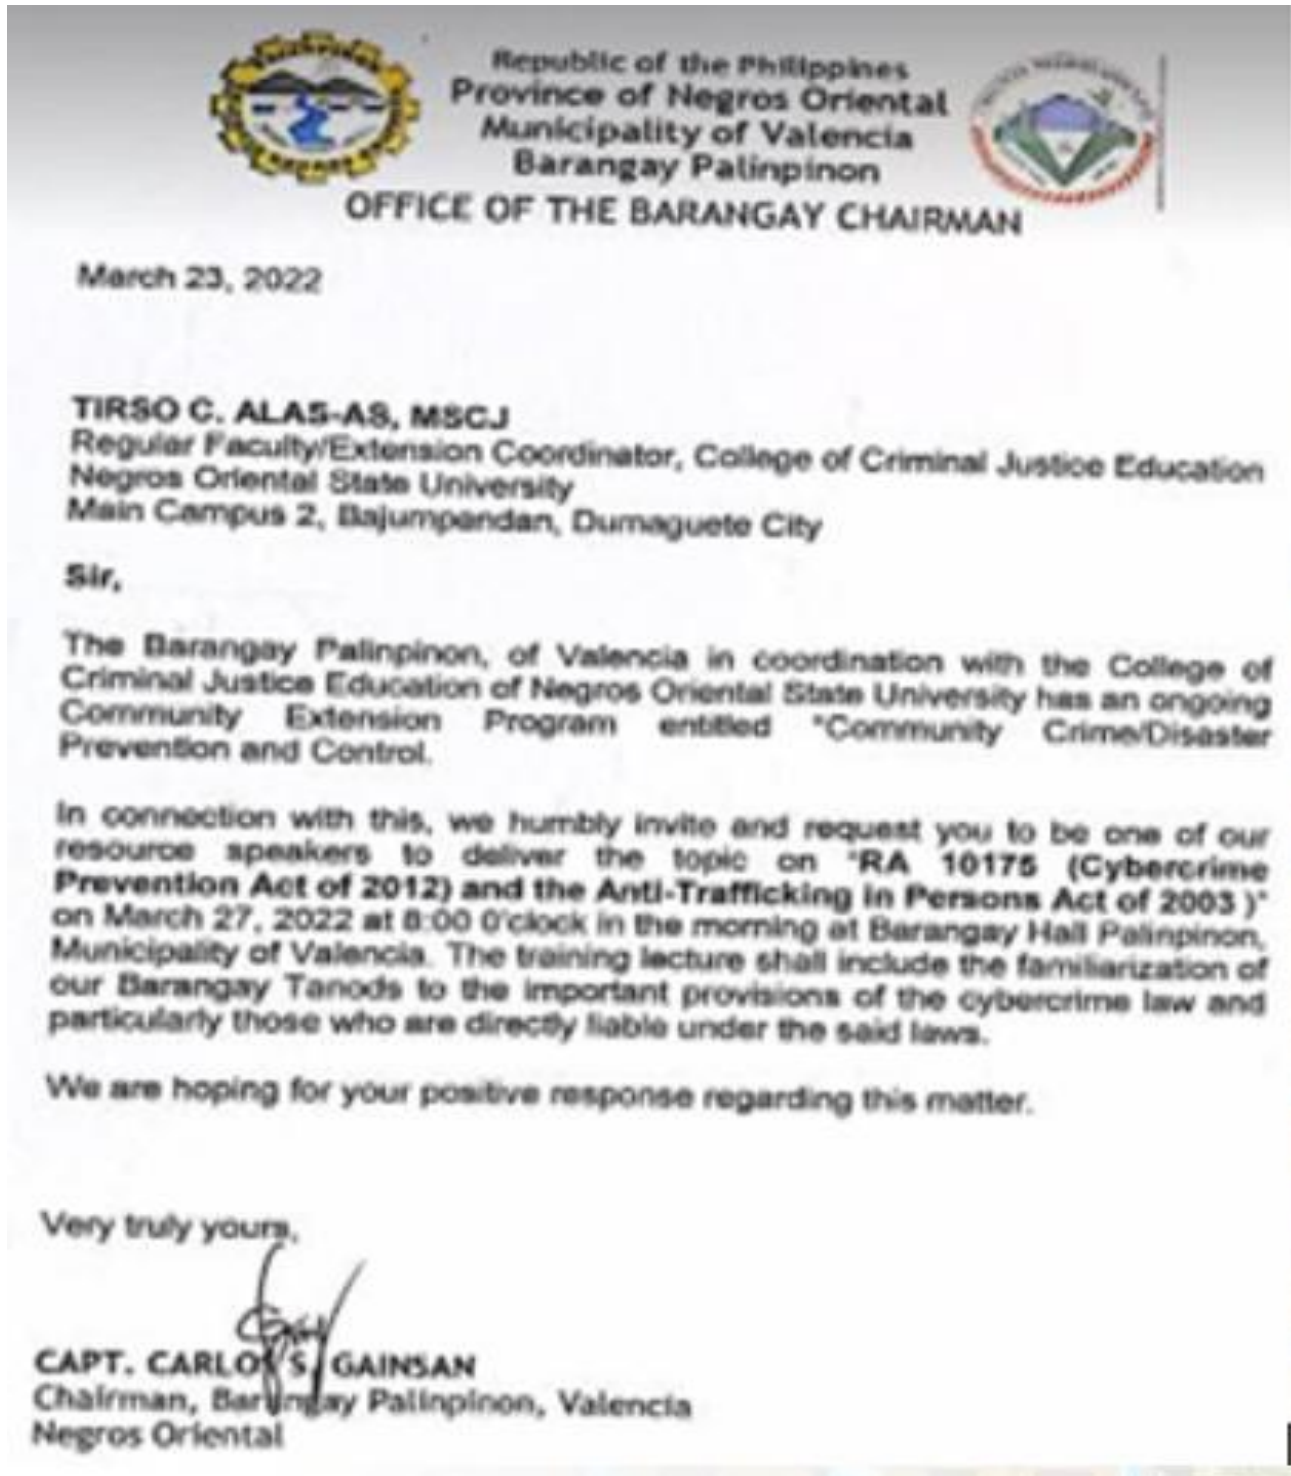 Republic of the Philippines
Province of Negros Oriental
Municipality of Valencia
Barangay Palinpinon
OFFICE OF THE BARANGAY CHAIRMAN
March 23, 2022
TIRSO C. ALAS-AS, MSCJ
Regular Faculty/Extension Coordinator, College of Criminal Justice Education
Negros Oriental State University
Main Campus 2, Bajumpandan, Dumaguete City
Sir,
The Barangay Palinpinon, of Valencia in coordination with the College of
Criminal Justice Education of Negros Oriental State University has an ongoing
Community Extension Program entitled "Community Crime/Disaster
Prevention and Control.
In connection with this, we humbly invite and request you to be one of our
resource speakers to deliver the topic on "RA 10175 (Cybercrime
Prevention Act of 2012) and the Anti-Trafficking in Persons Act of 2003 )"
on March 27, 2022 at 8:00 0'clock in the morning at Barangay Hall Palinpinon,
Municipality of Valencia. The training lecture shall include the familiarization of
our Barangay Tanods to the important provisions of the cybercrime law and
particularly those who are directly liable under the said laws.
We are hoping for your positive response regarding this matter.
Very truly yours,
CAPT. CARLOS S. GAINSAN
Chairman, Barangay Palinpinon, Valencia
Negros Oriental